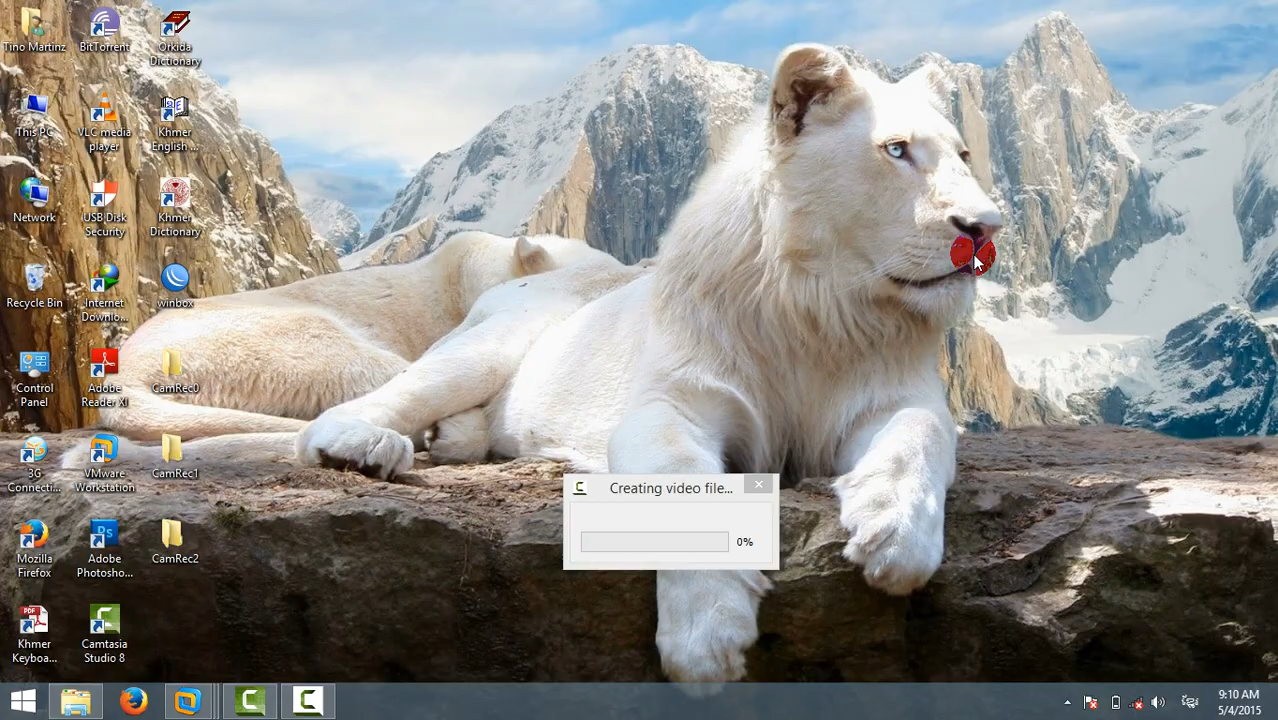 Tino Martinz
BitTorrent
Orkida
Dictionary
This PC
VLC media
player
Khmer
English ...
Network
USB Disk
Security
Khmer
Dictionary
Recycle Bin
Internet
Downlo...
winbox
Control
Panel
Adobe
Reader XI
CamRec0
3G
Connecti...
VMware
Workstation
CamRec1
Mozilla
Firefox
Adobe
Photosho...
CamRec2
Khmer
Keyboa...
Camtasia
Studio 8
Creating video file...
0%
9:10 AM
5/4/2015